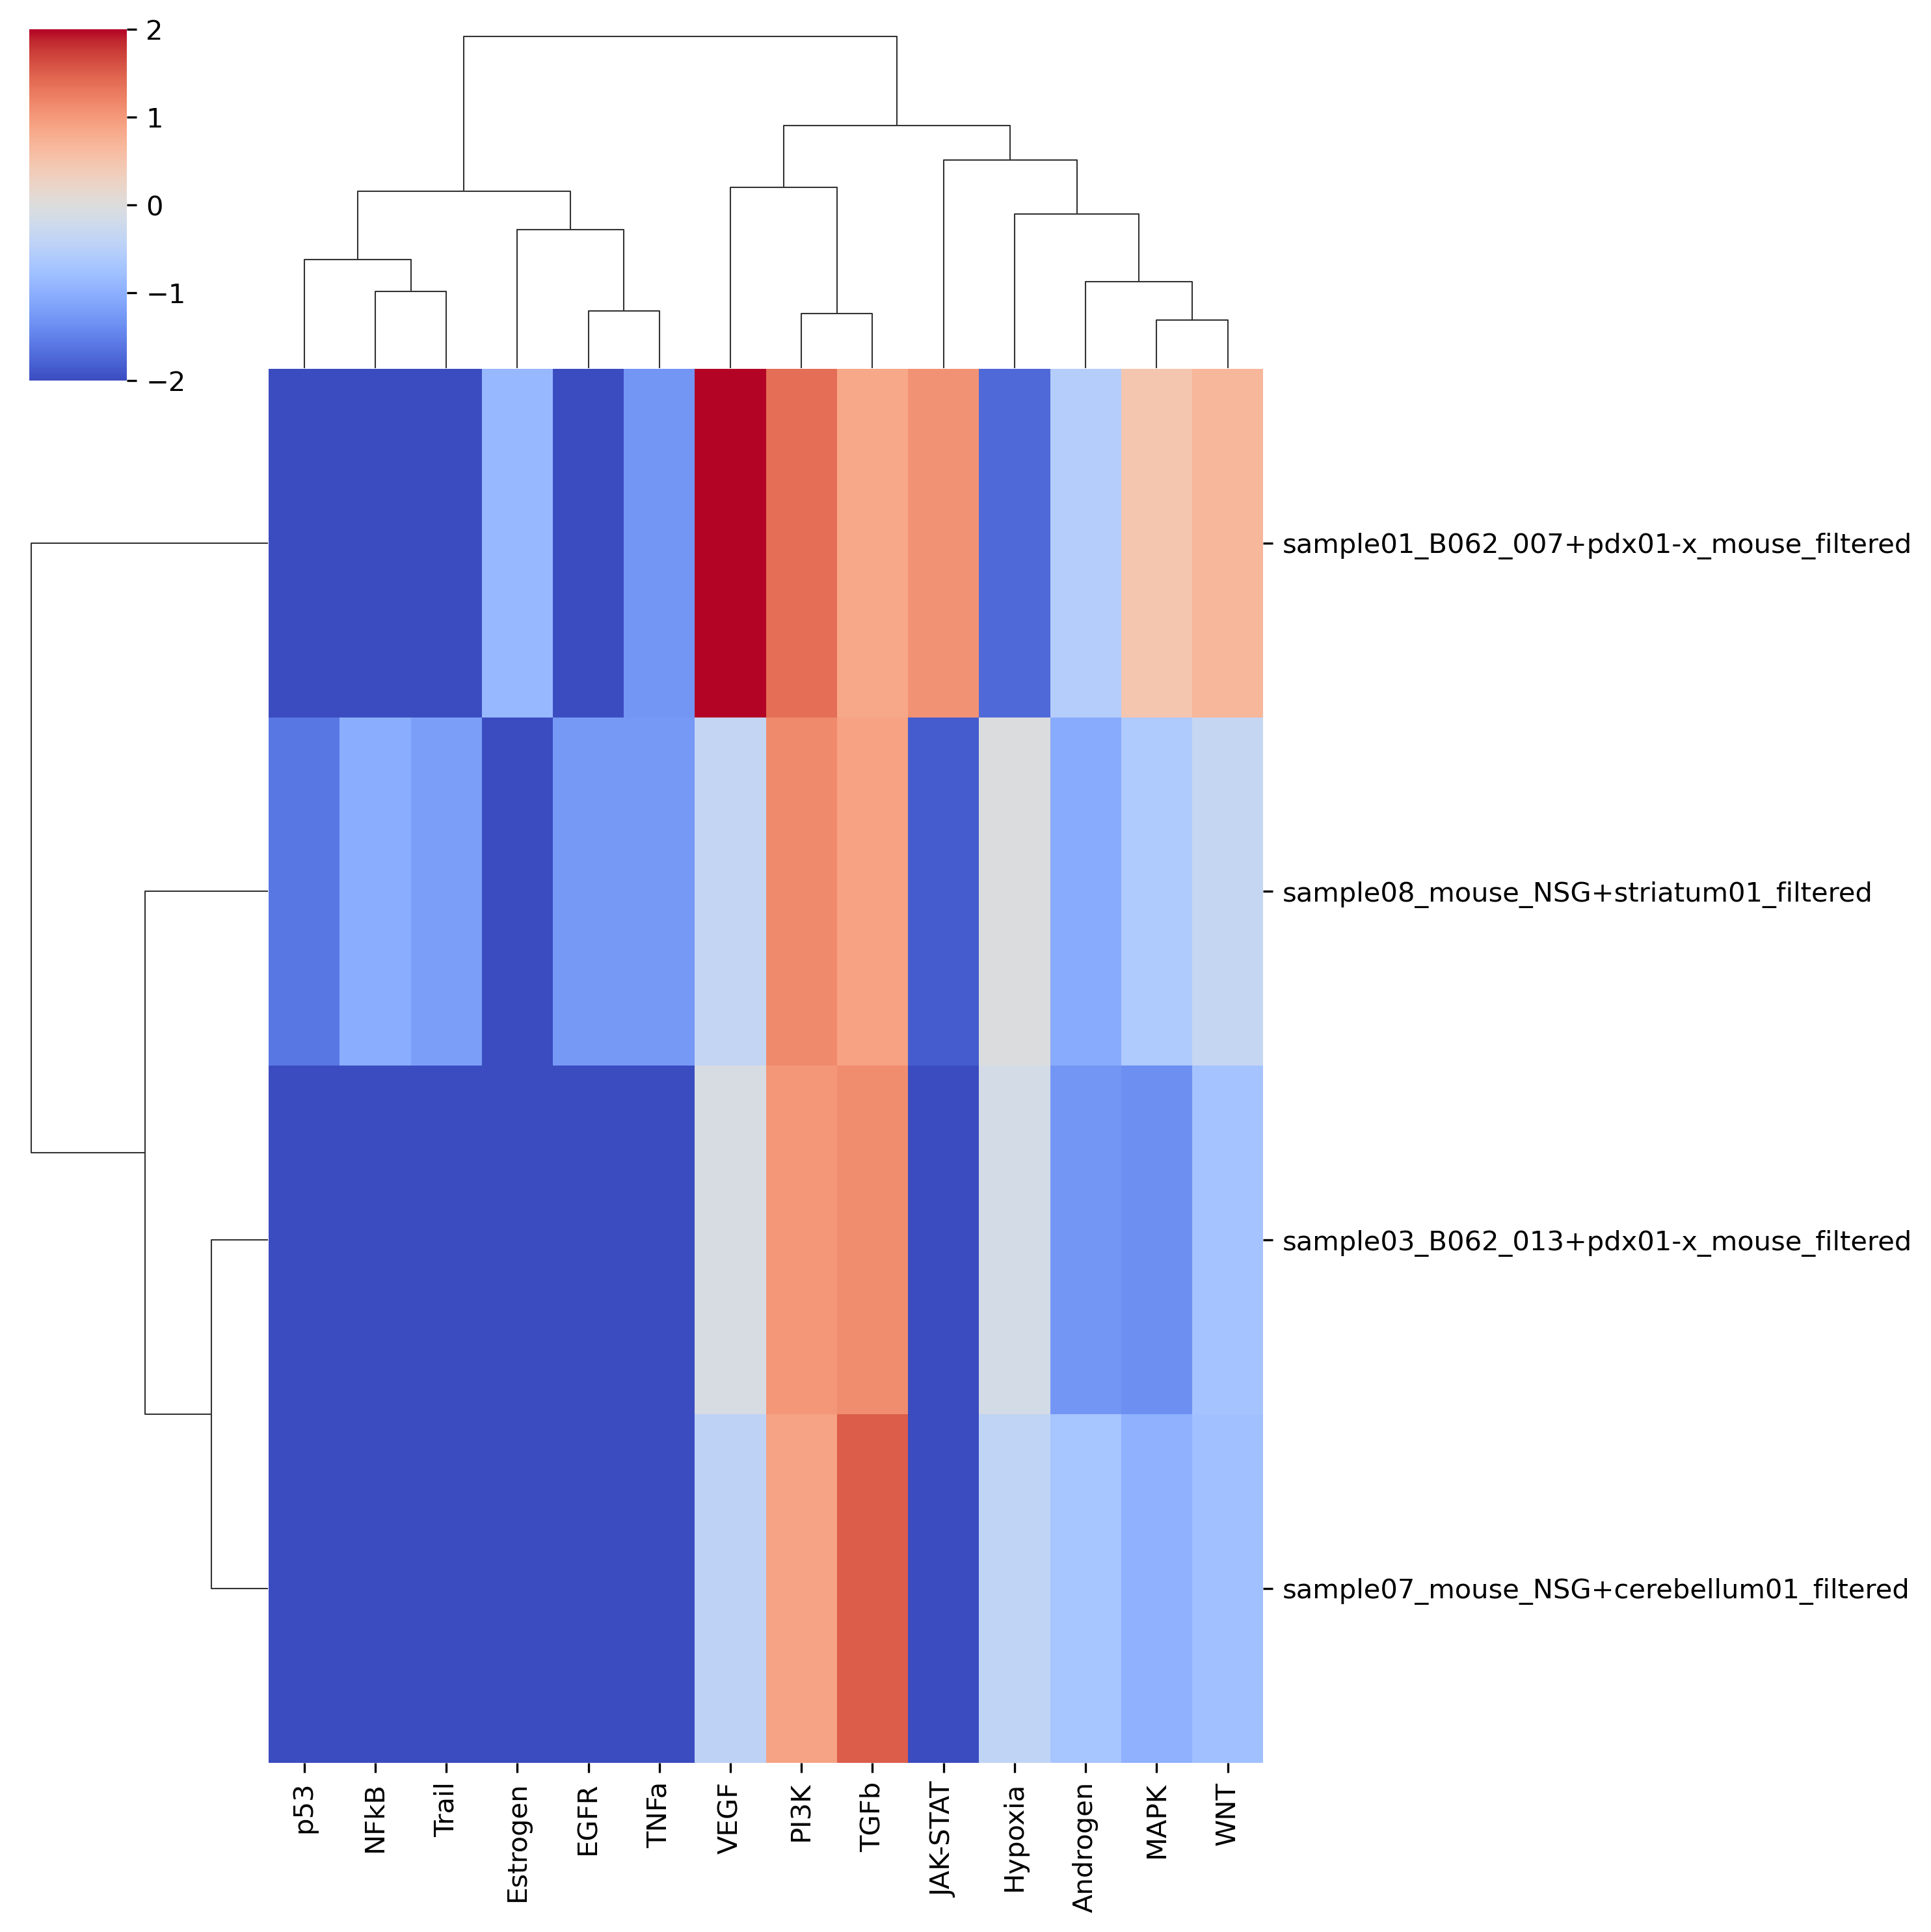 2
1
0
−1
−2
sample01_B062_007+pdx01-x_mouse_filtered
sample08_mouse_NSG+striatum01_filtered
sample03_B062_013+pdx01-x_mouse_filtered
sample07_mouse_NSG+cerebellum01_filtered
p53
NFkB
Trail
Estrogen
EGFR
TNFa
VEGF
PI3K
TGFb
JAK-STAT
Hypoxia
Androgen
MAPK
WNT